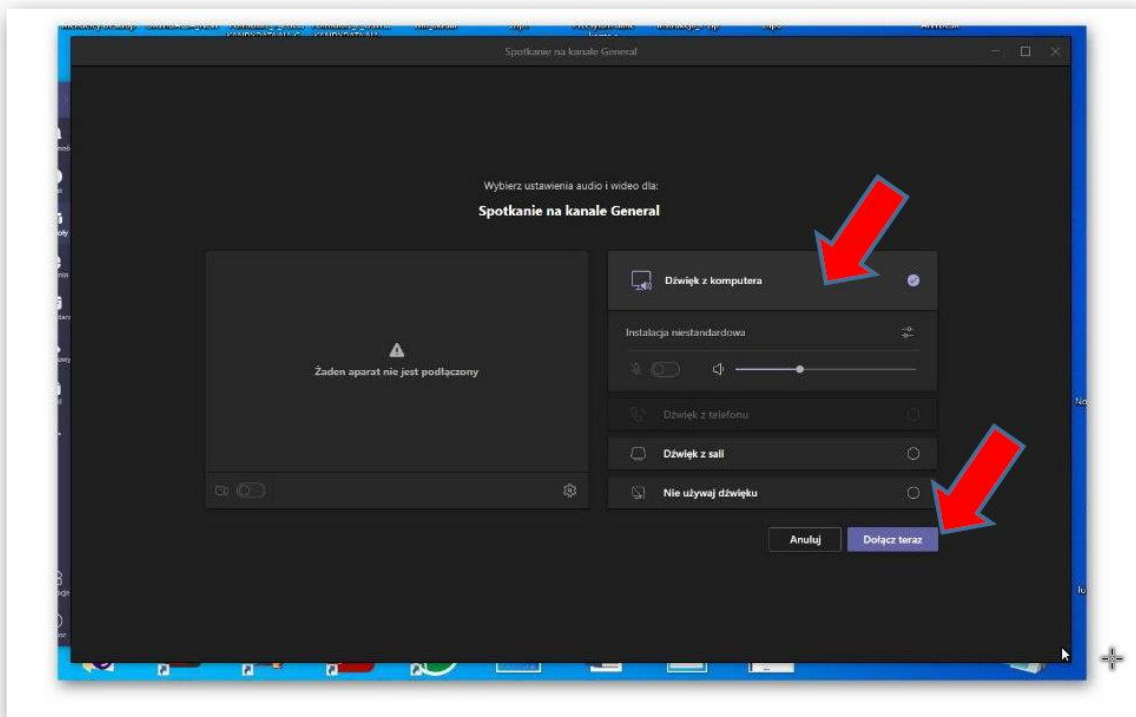 Spotkanie na kanale General
Wybierz ustawienia audio i wideo dla:
Spotkanie na kanale General
Żaden aparat nie jest podłączony
Dźwięk z komputera
Instalacja niestandardowa
Dźwięk z telefonu
Dźwięk z sali
Nie używaj dźwięku
Anuluj
Dołącz teraz